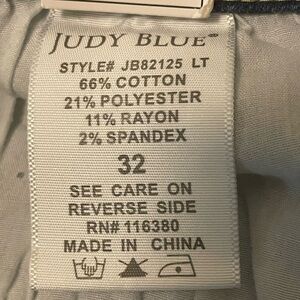 JUDY BLUE®
STYLE# JB82125 LT
66% COTTON
21% POLYESTER
11% RAYON
2% SPANDEX
32
SEE CARE ON
REVERSE SIDE
RN# 116380
MADE IN CHINA